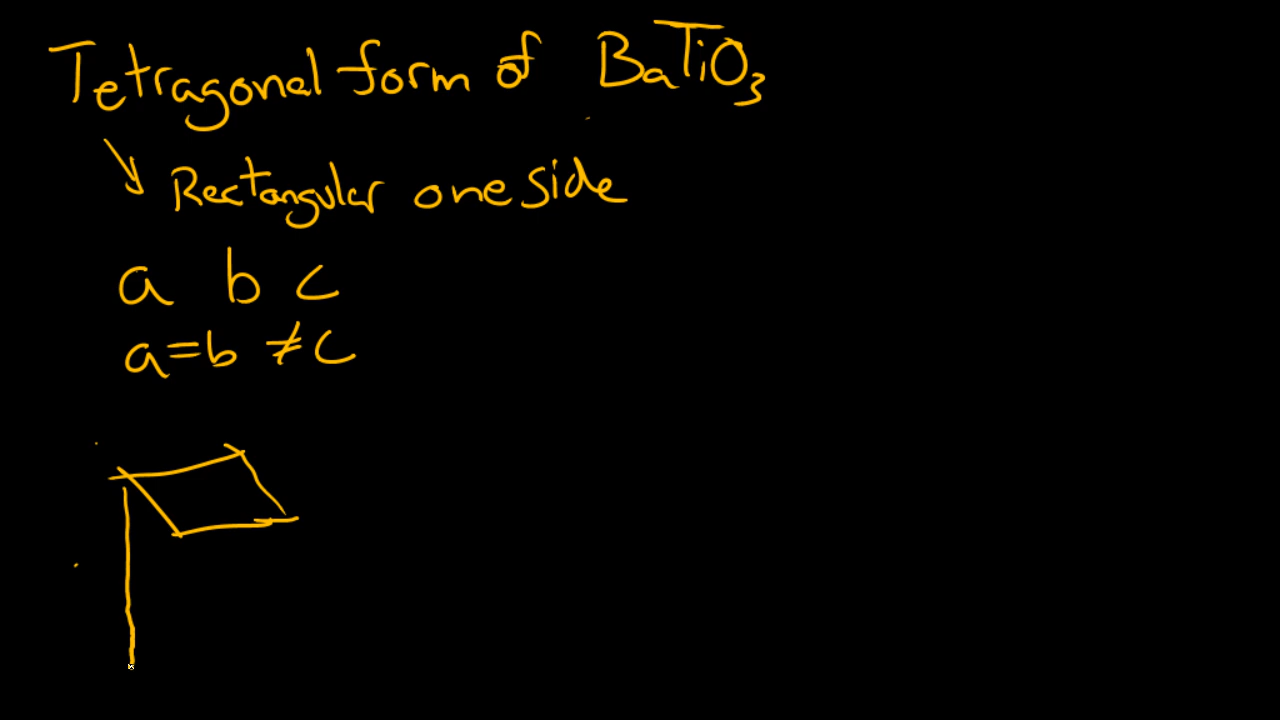 Tetragonal form of BaTiO₃
↘ Rectangular one side
a b c
a=b ≠c